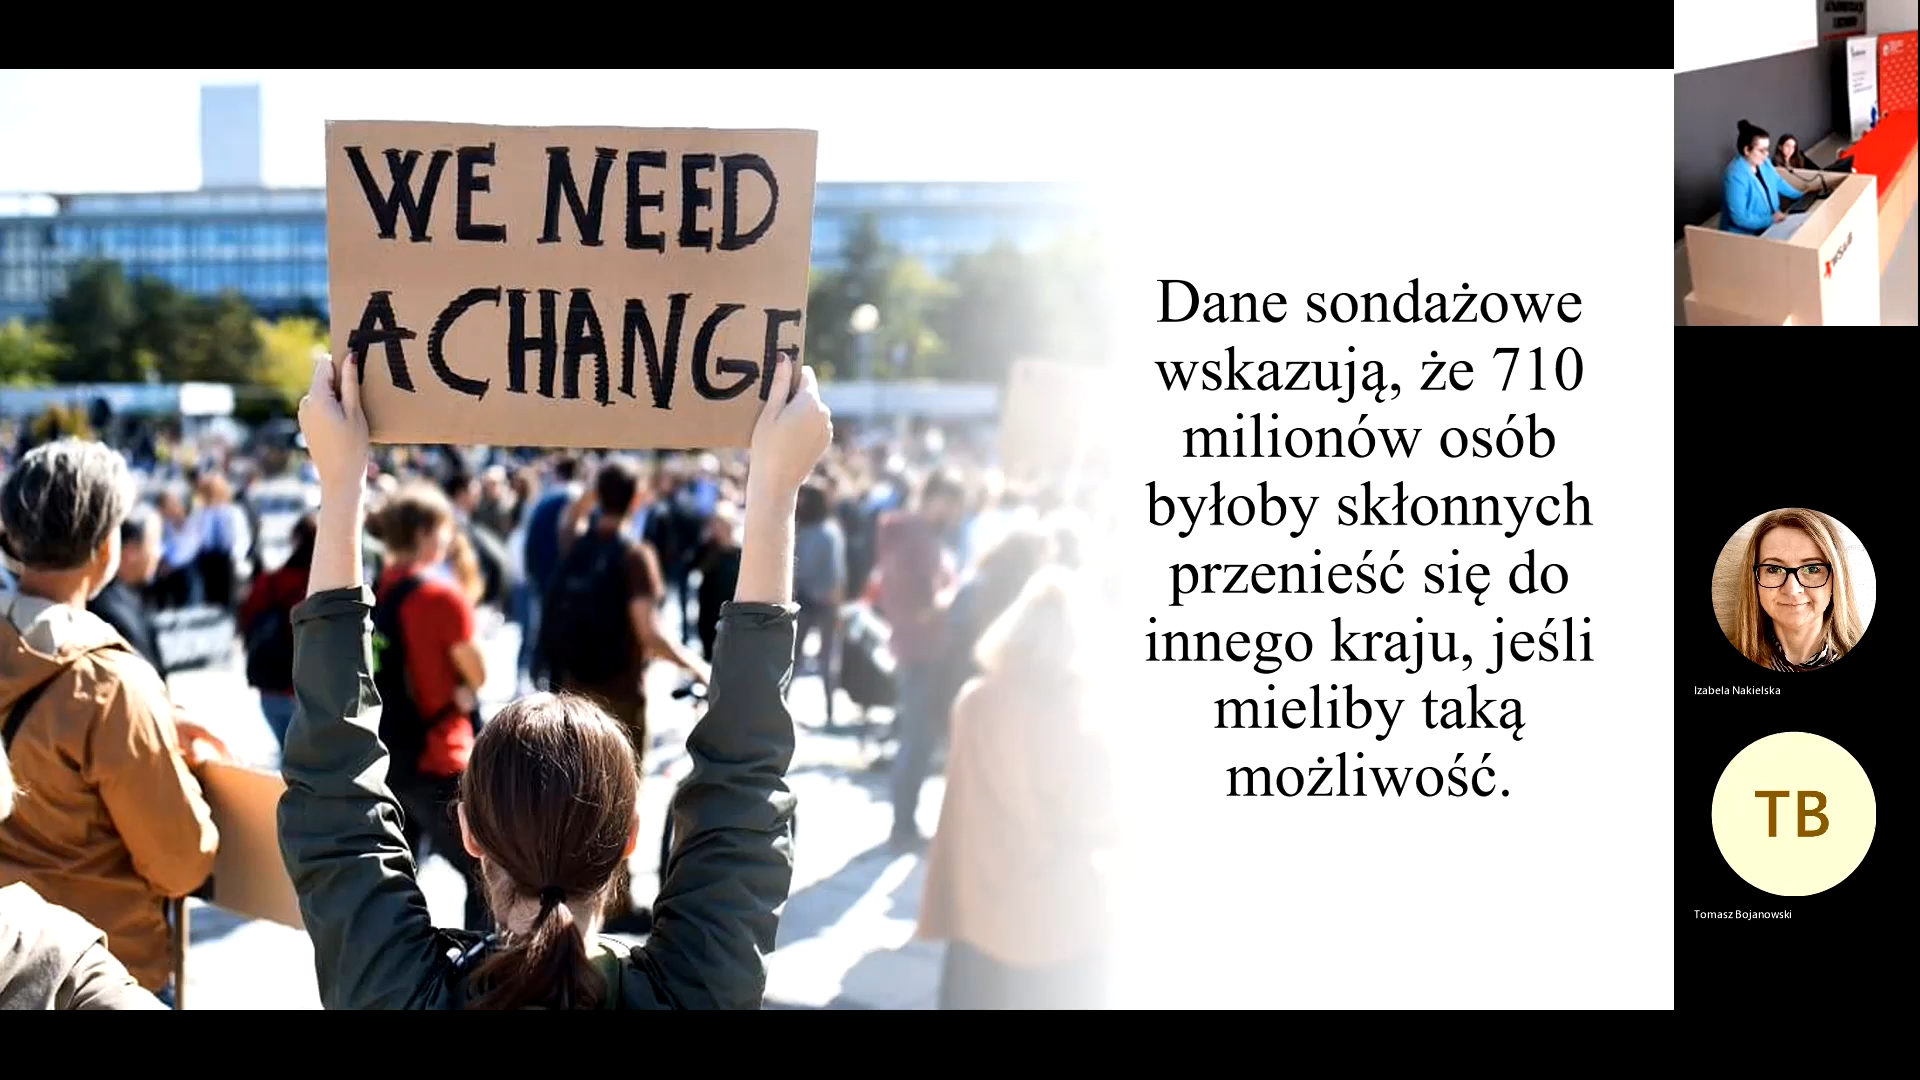 WE NEED
A CHANGE
Dane sondażowe
wskazują, że 710
milionów osób
byłoby skłonnych
przenieść się do
innego kraju, jeśli
mieliby taką
możliwość.
Izabela Nakielska
TB
Tomasz Bojanowski